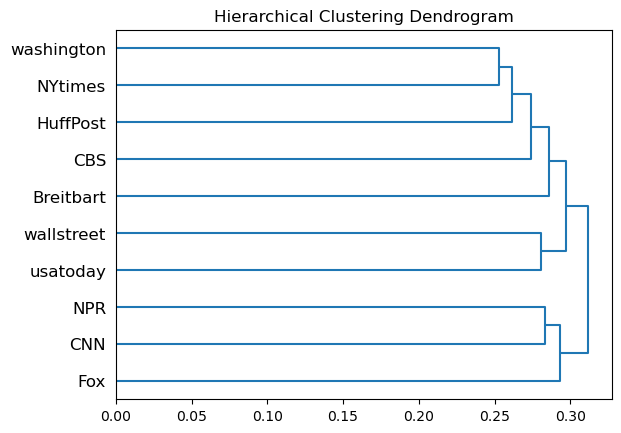 Hierarchical Clustering Dendrogram
washington
NYtimes
HuffPost
CBS
Breitbart
wallstreet
usatoday
NPR
CNN
Fox
0.00 0.05 0.10 0.15 0.20 0.25 0.30